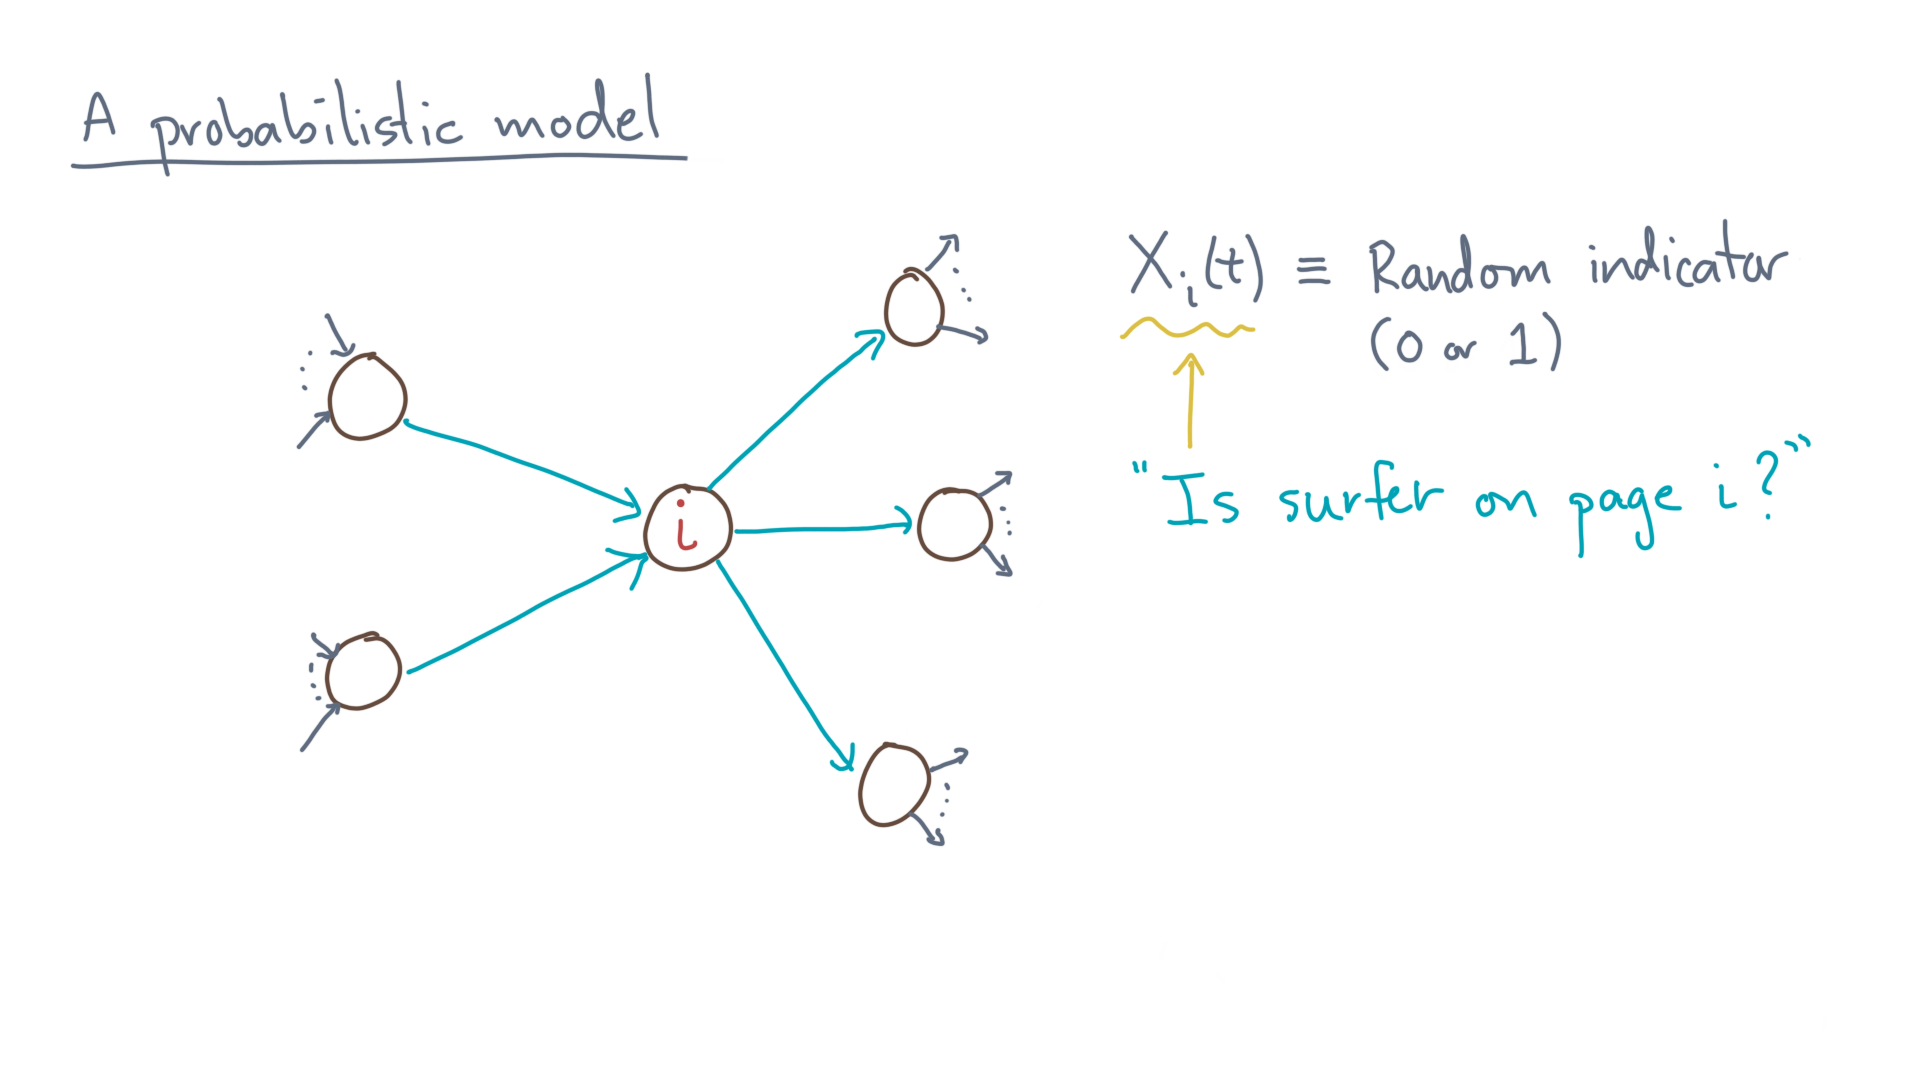 A probabilistic model
Xᵢ(t) ≡ Random indicator
(0 or 1)
"Is surfer on page i?"
i